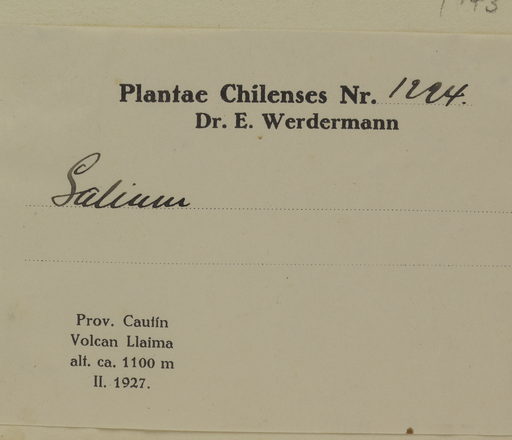 Plantae Chilenses Nr. 1224.
Dr. E. Werdermann
Galium
Prov. Cautín
Volcan Llaima
alt. ca. 1100 m
II. 1927.